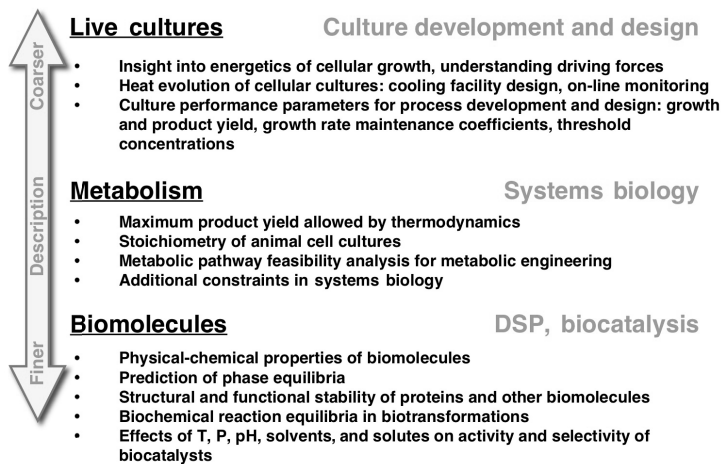 Live cultures Culture development and design
• Insight into energetics of cellular growth, understanding driving forces
• Heat evolution of cellular cultures: cooling facility design, on-line monitoring
• Culture performance parameters for process development and design: growth
and product yield, growth rate maintenance coefficients, threshold
concentrations
Metabolism Systems biology
• Maximum product yield allowed by thermodynamics
• Stoichiometry of animal cell cultures
• Metabolic pathway feasibility analysis for metabolic engineering
• Additional constraints in systems biology
Biomolecules DSP, biocatalysis
• Physical-chemical properties of biomolecules
• Prediction of phase equilibria
• Structural and functional stability of proteins and other biomolecules
• Biochemical reaction equilibria in biotransformations
• Effects of T, P, pH, solvents, and solutes on activity and selectivity of
biocatalysts
Coarser
Description
Finer